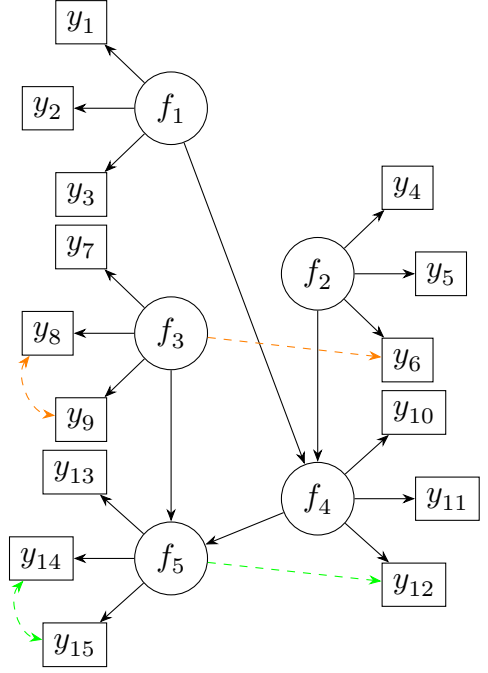 y₁
f₁
y₂
y₃
y₄
y₇
f₂
y₅
y₈
f₃
y₆
y₉
y₁₀
y₁₃
f₄
y₁₁
y₁₄
f₅
y₁₂
y₁₅